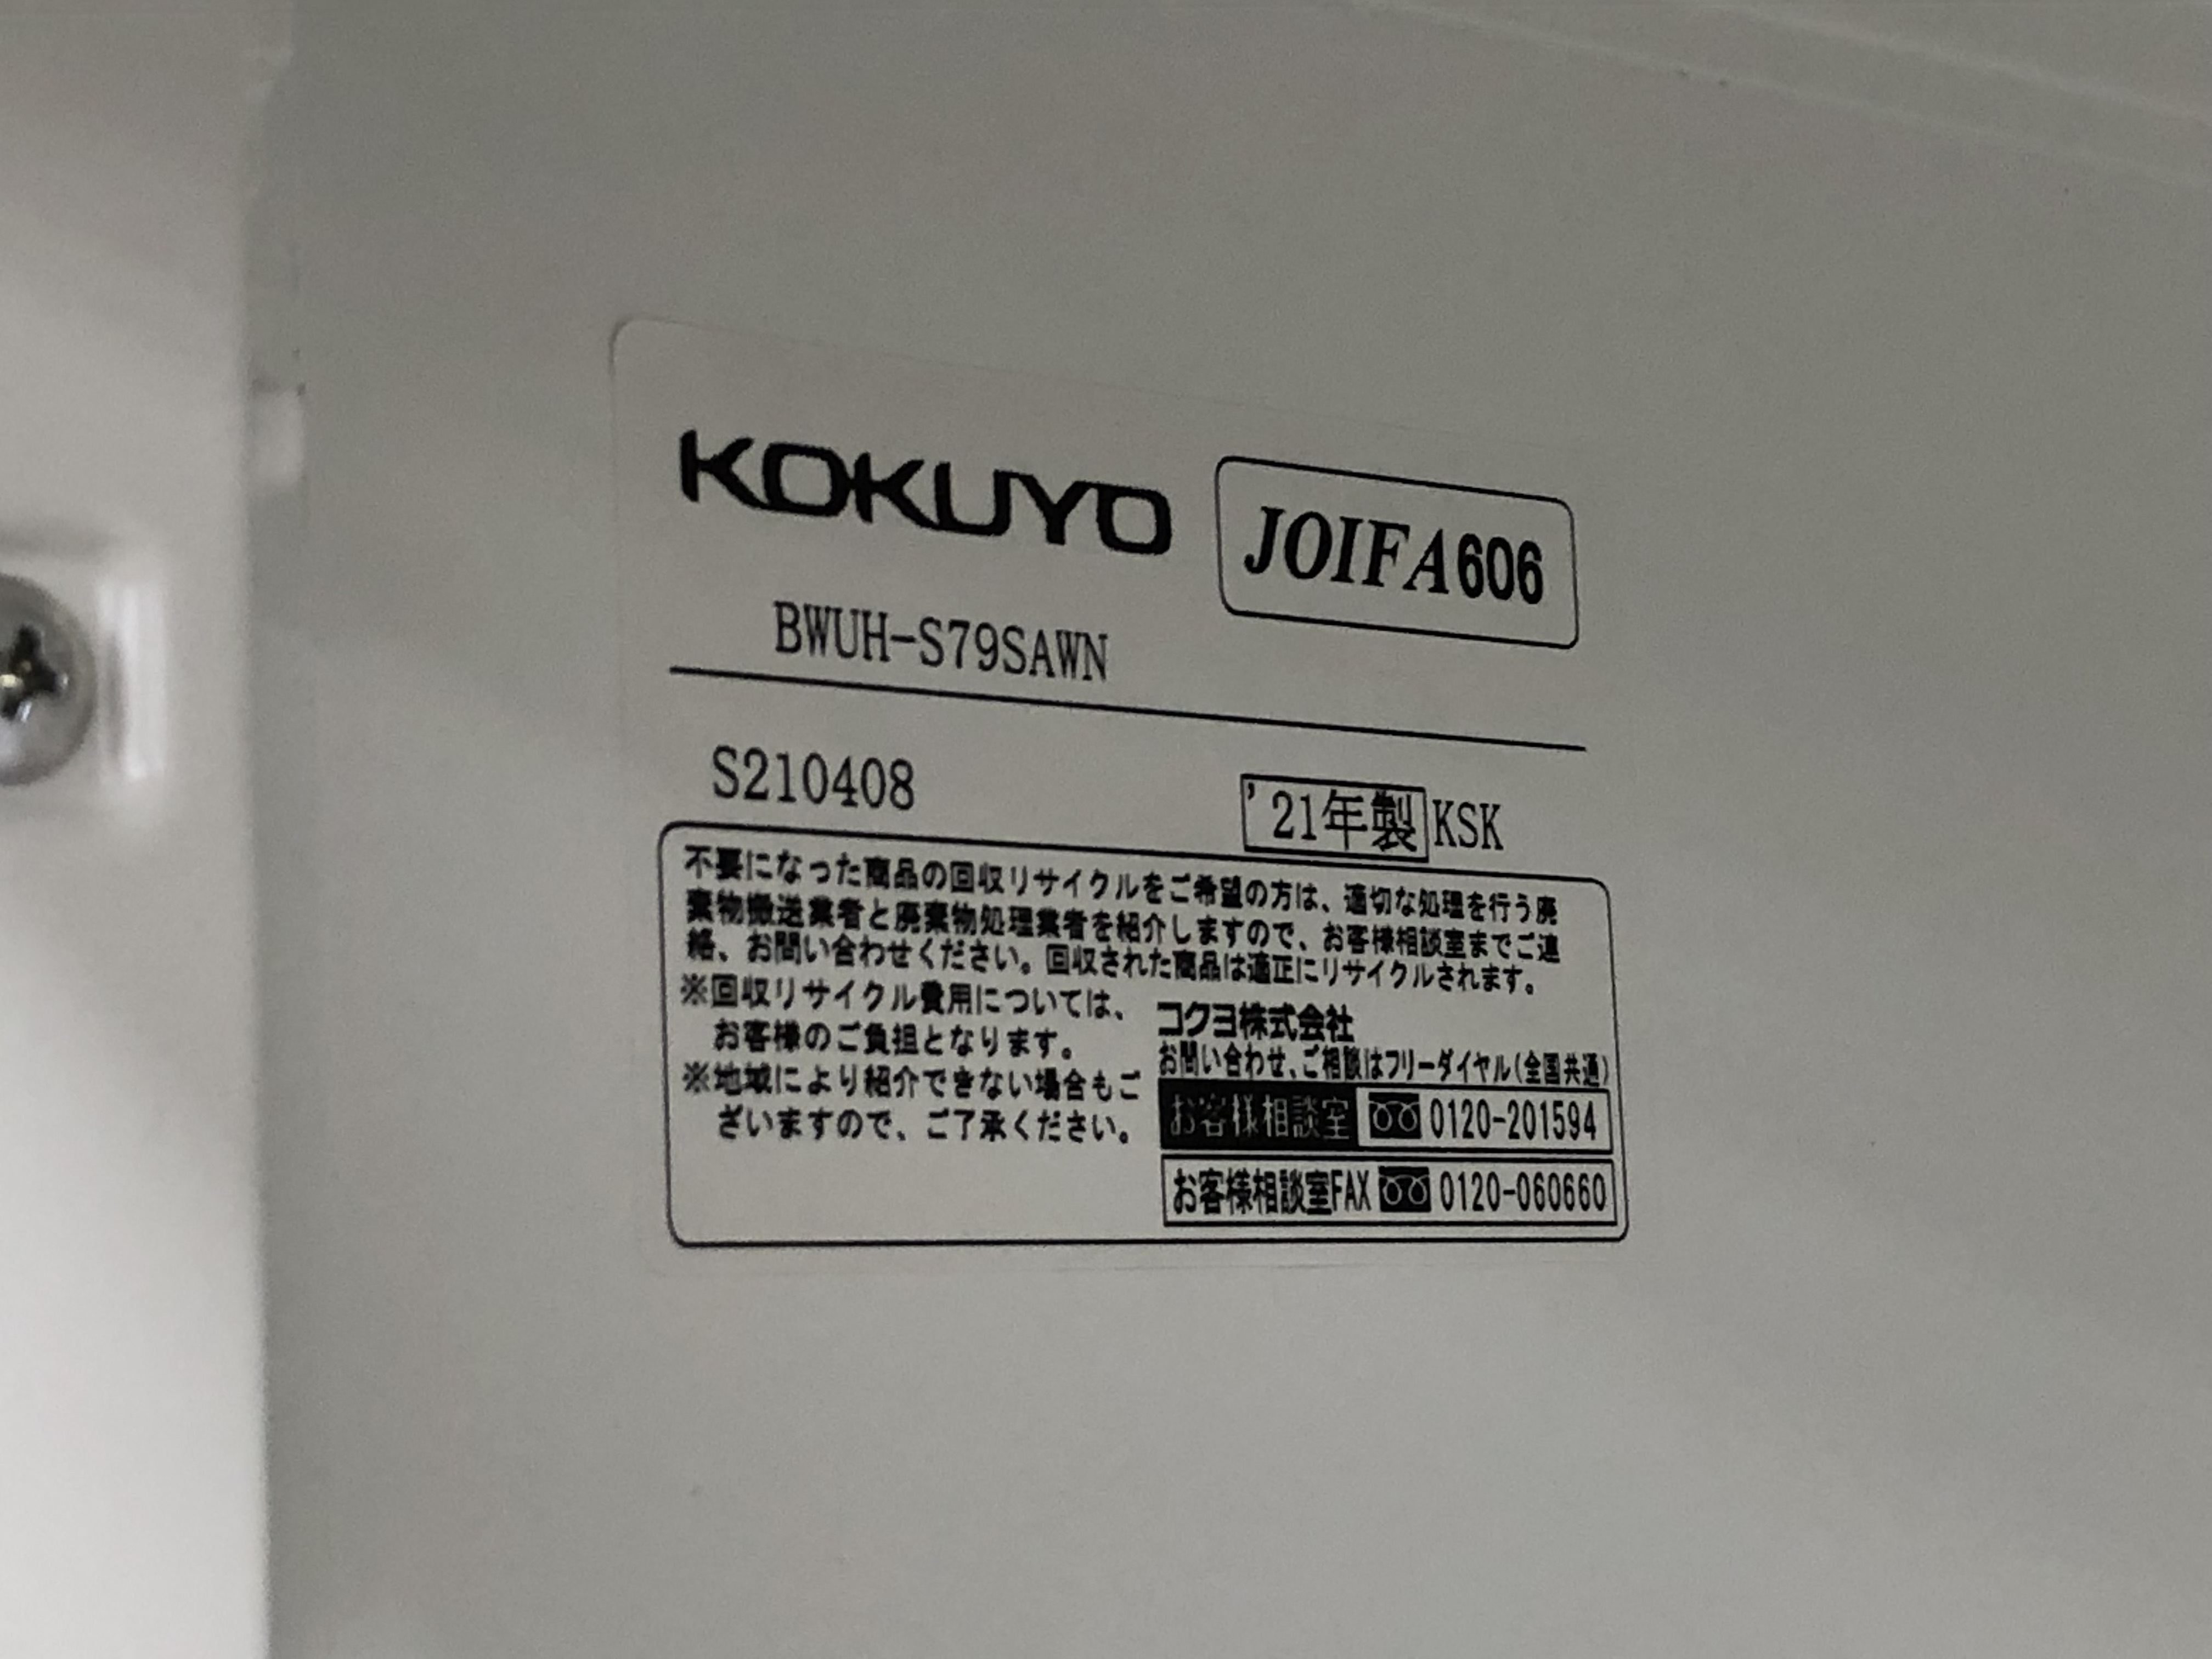 KOKUYO JOIFA606
BWUH-S79SAWN
S210408 '21年製 KSK
不要になった商品の回収リサイクルをご希望の方は、適切な処理を行う廃
棄物搬送業者と廃棄物処理業者を紹介しますので、お客様相談室までご連
絡、お問い合わせください。回収された商品は適正にリサイクルされます。
※回収リサイクル費用については、
お客様のご負担となります。
※地域により紹介できない場合もご
ざいますので、ご了承ください。
コクヨ株式会社
お問い合わせ、ご相談はフリーダイヤル(全国共通)
お客様相談室 0120-201594
お客様相談室FAX 0120-060660